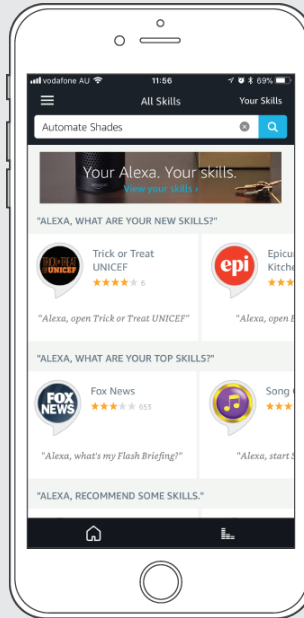 vodafone AU 11:56 69%
All Skills Your Skills
Automate Shades
Your Alexa. Your skills.
View your skills ›
"ALEXA, WHAT ARE YOUR NEW SKILLS?"
TRICK-OR-TREAT
FOR UNICEF
Trick or Treat
UNICEF
6
"Alexa, open Trick or Treat UNICEF"
epi
Epicu
Kitche
"Alexa, open E
"ALEXA, WHAT ARE YOUR TOP SKILLS?"
FOX
NEWS
Fox News
653
"Alexa, what's my Flash Briefing?"
Song
"Alexa, start S
"ALEXA, RECOMMEND SOME SKILLS."